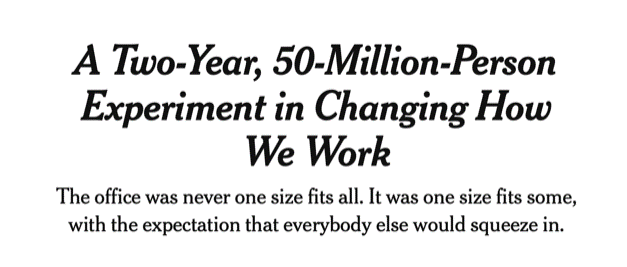 A Two-Year, 50-Million-Person
Experiment in Changing How
We Work
The office was never one size fits all. It was one size fits some,
with the expectation that everybody else would squeeze in.